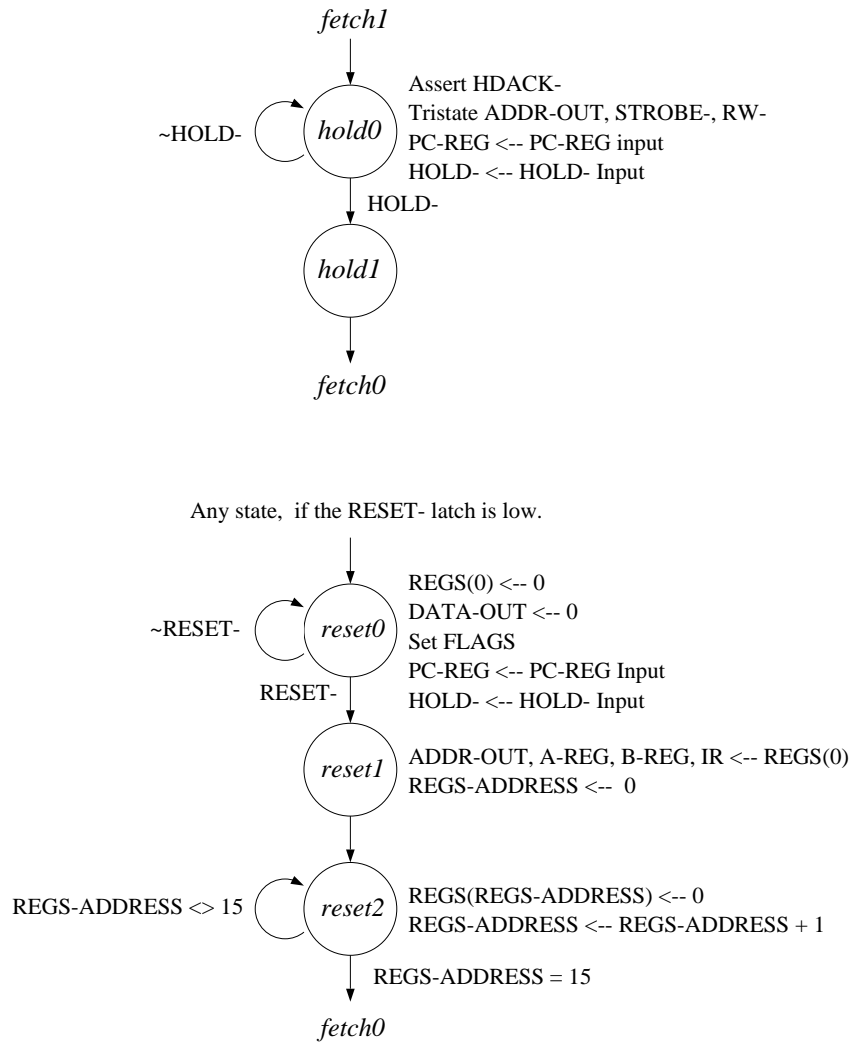 fetch1
Assert HDACK-
Tristate ADDR-OUT, STROBE-, RW-
~HOLD-
hold0
PC-REG <-- PC-REG input
HOLD- <-- HOLD- Input
HOLD-
hold1
fetch0
Any state, if the RESET- latch is low.
REGS(0) <-- 0
DATA-OUT <-- 0
~RESET-
reset0
Set FLAGS
PC-REG <-- PC-REG Input
RESET-
HOLD- <-- HOLD- Input
reset1
ADDR-OUT, A-REG, B-REG, IR <-- REGS(0)
REGS-ADDRESS <-- 0
REGS-ADDRESS <> 15
reset2
REGS(REGS-ADDRESS) <-- 0
REGS-ADDRESS <-- REGS-ADDRESS + 1
REGS-ADDRESS = 15
fetch0